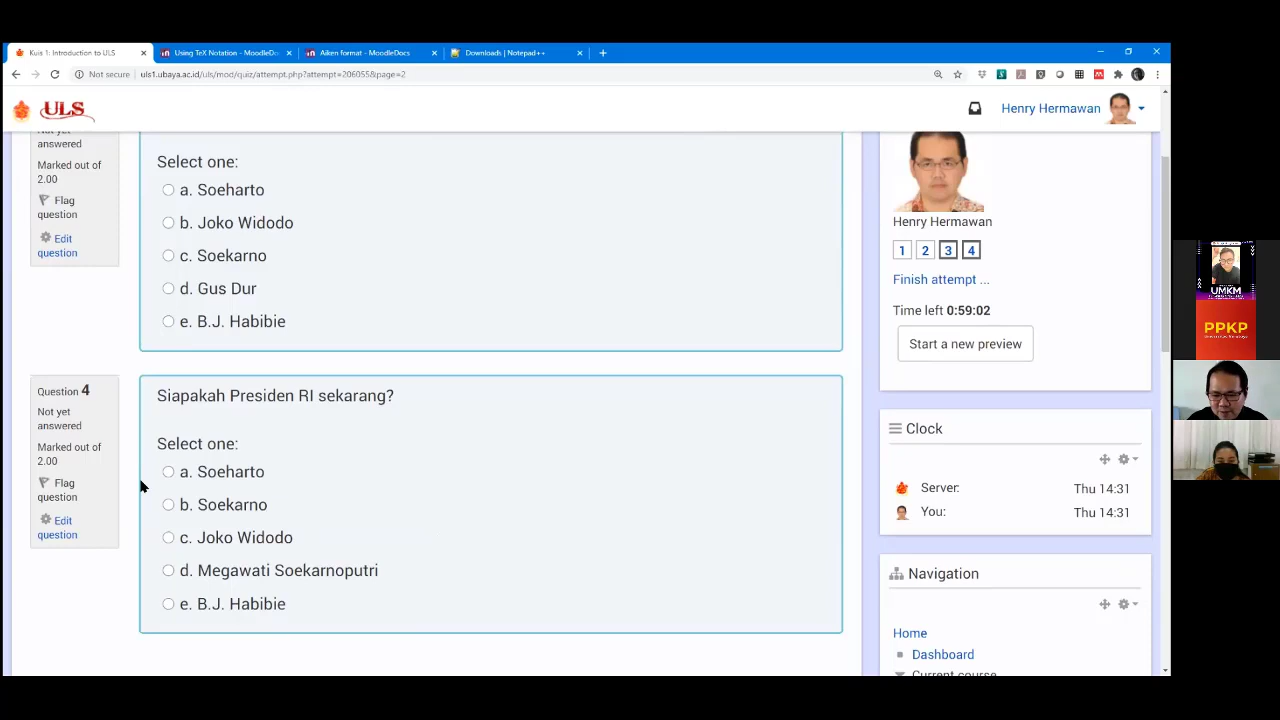 Kuis 1: Introduction to ULS
Using TeX Notation - MoodleDo
Aiken format - MoodleDocs
Downloads | Notepad++
Not secure
uls1.ubaya.ac.id/uls/mod/quiz/attempt.php?attempt=206055&page=2
ULS
Henry Hermawan
Not yet
answered
Marked out of
2.00
Flag
question
Edit
question
Select one:
a. Soeharto
b. Joko Widodo
c. Soekarno
d. Gus Dur
e. B.J. Habibie
Question 4
Not yet
answered
Marked out of
2.00
Flag
question
Edit
question
Siapakah Presiden RI sekarang?
Select one:
a. Soeharto
b. Soekarno
c. Joko Widodo
d. Megawati Soekarnoputri
e. B.J. Habibie
Henry Hermawan
1 2 3 4
Finish attempt ...
Time left 0:59:02
Start a new preview
Clock
Server: Thu 14:31
You: Thu 14:31
Navigation
Home
Dashboard
Current course
UMKM
PPKP